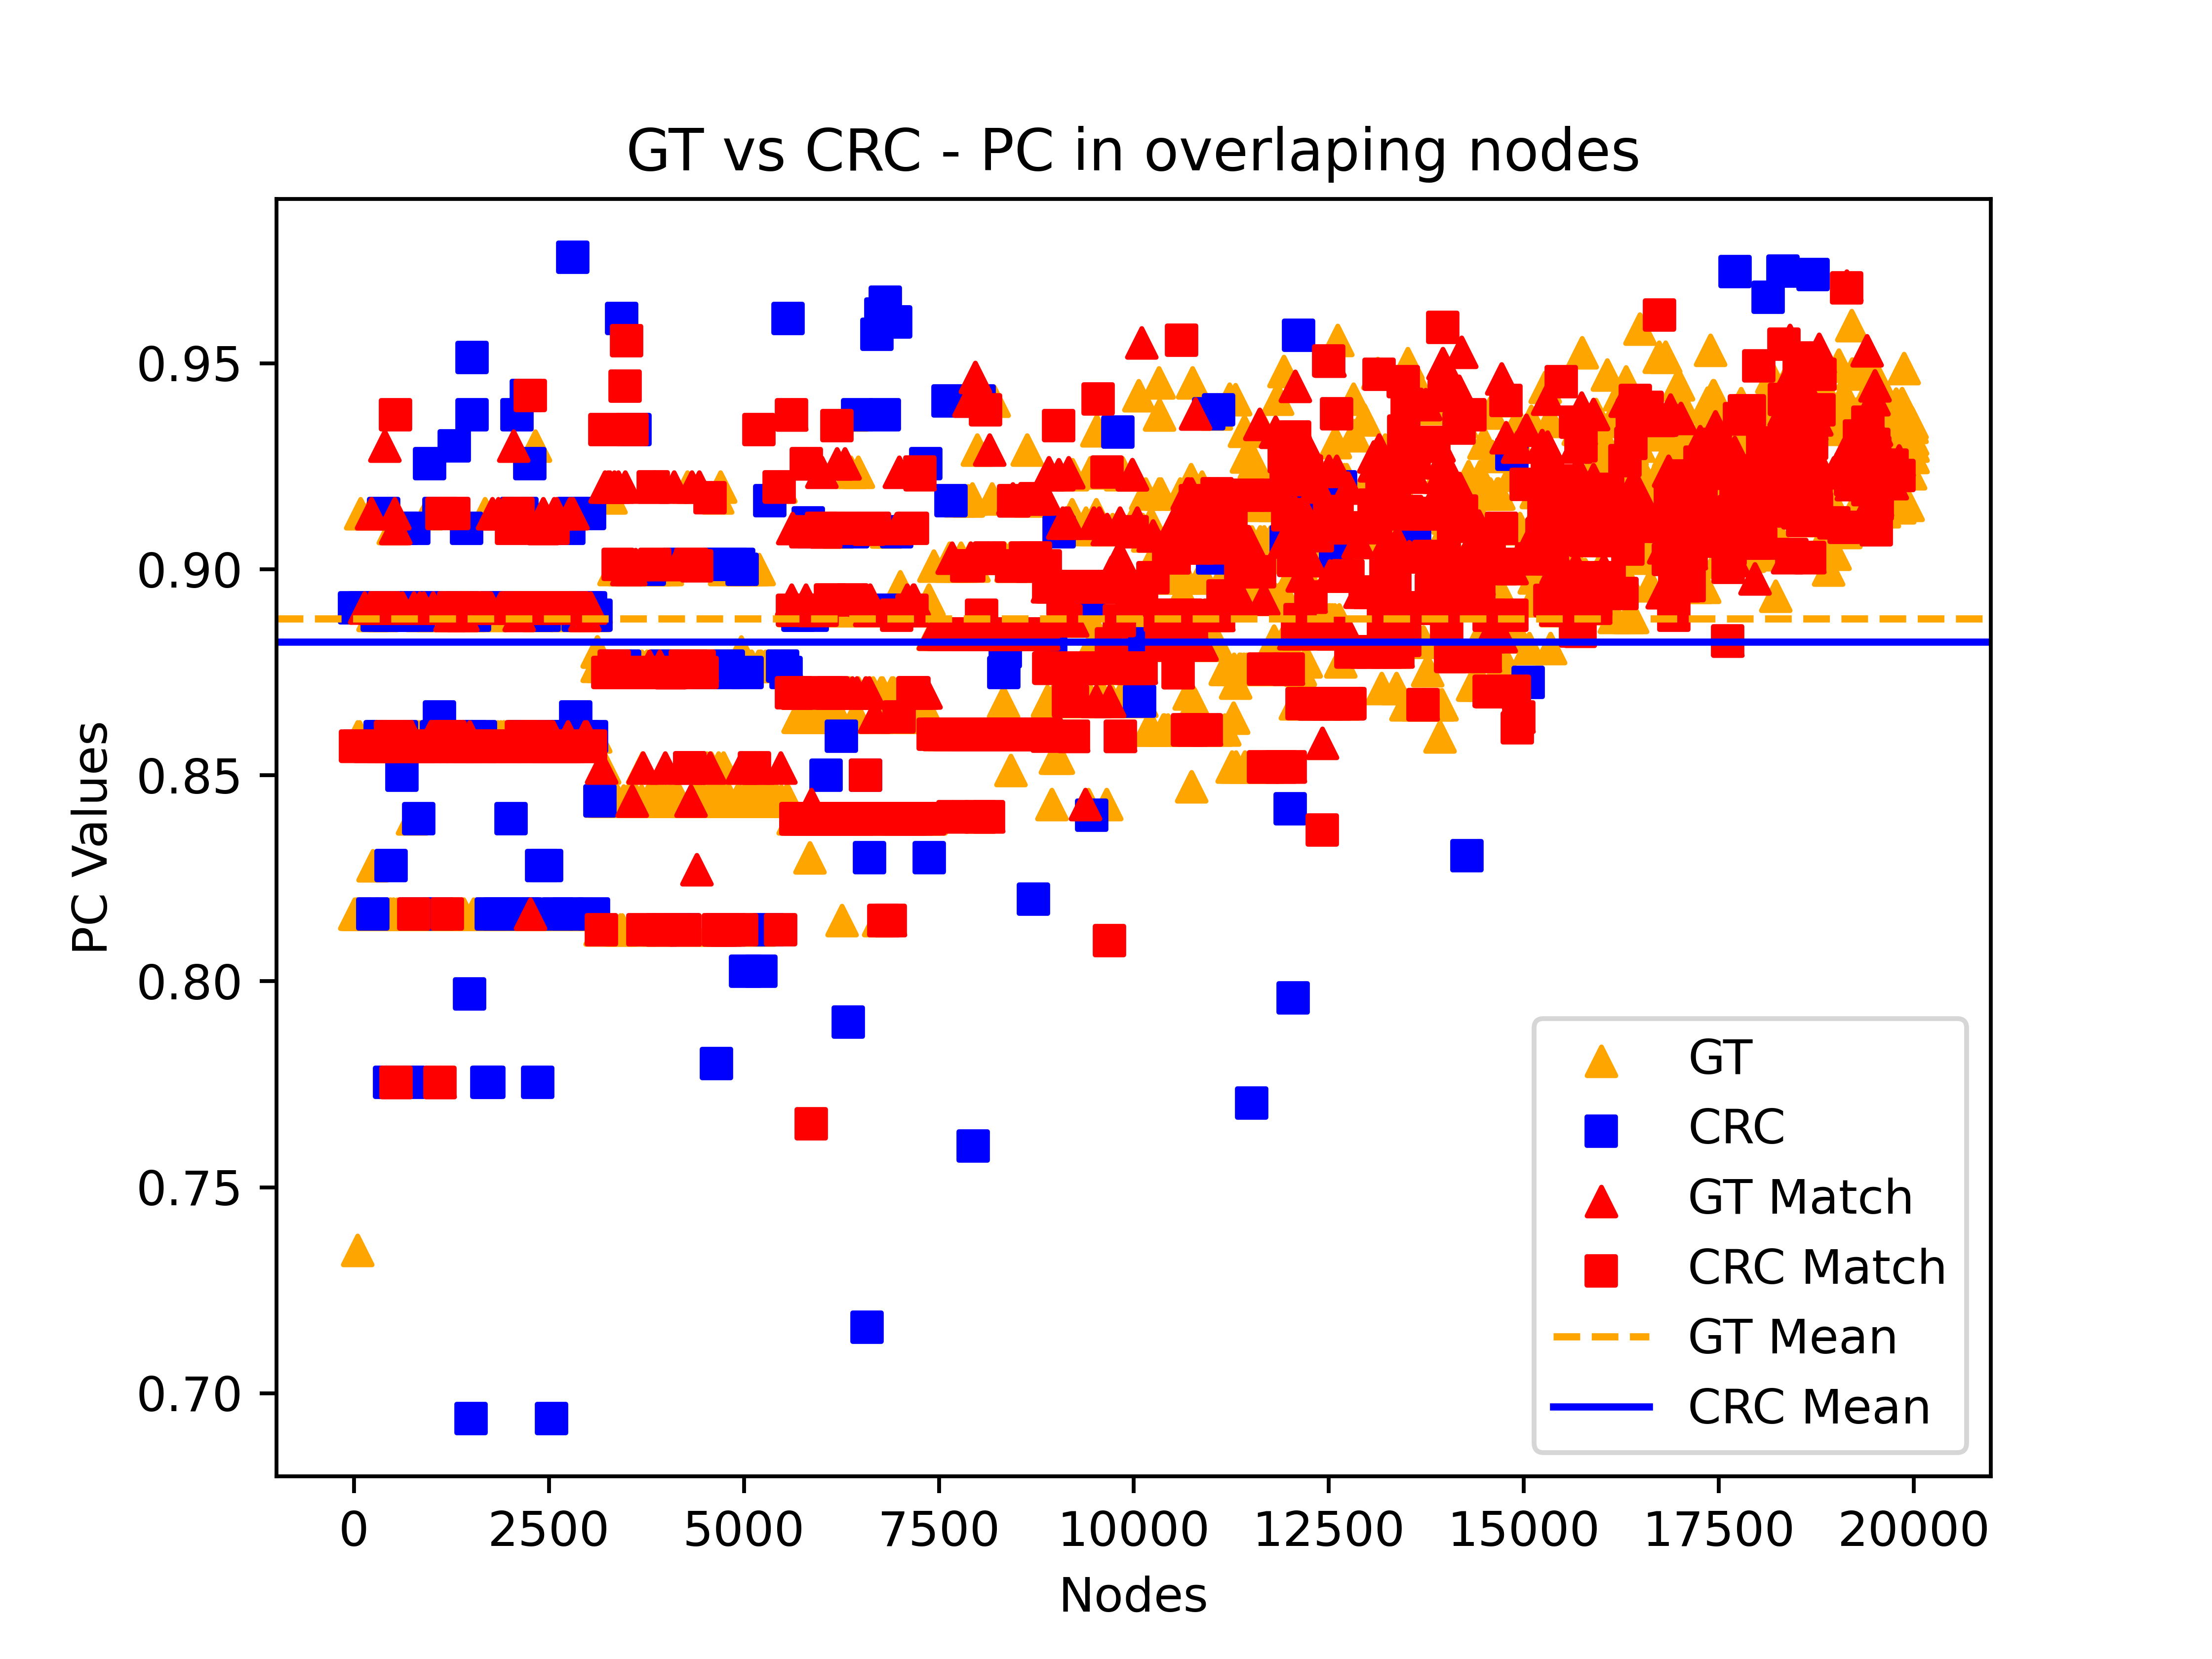 GT vs CRC - PC in overlaping nodes
PC Values
0.95
0.90
0.85
0.80
0.75
0.70
GT
CRC
GT Match
CRC Match
GT Mean
CRC Mean
0 2500 5000 7500 10000 12500 15000 17500 20000
Nodes